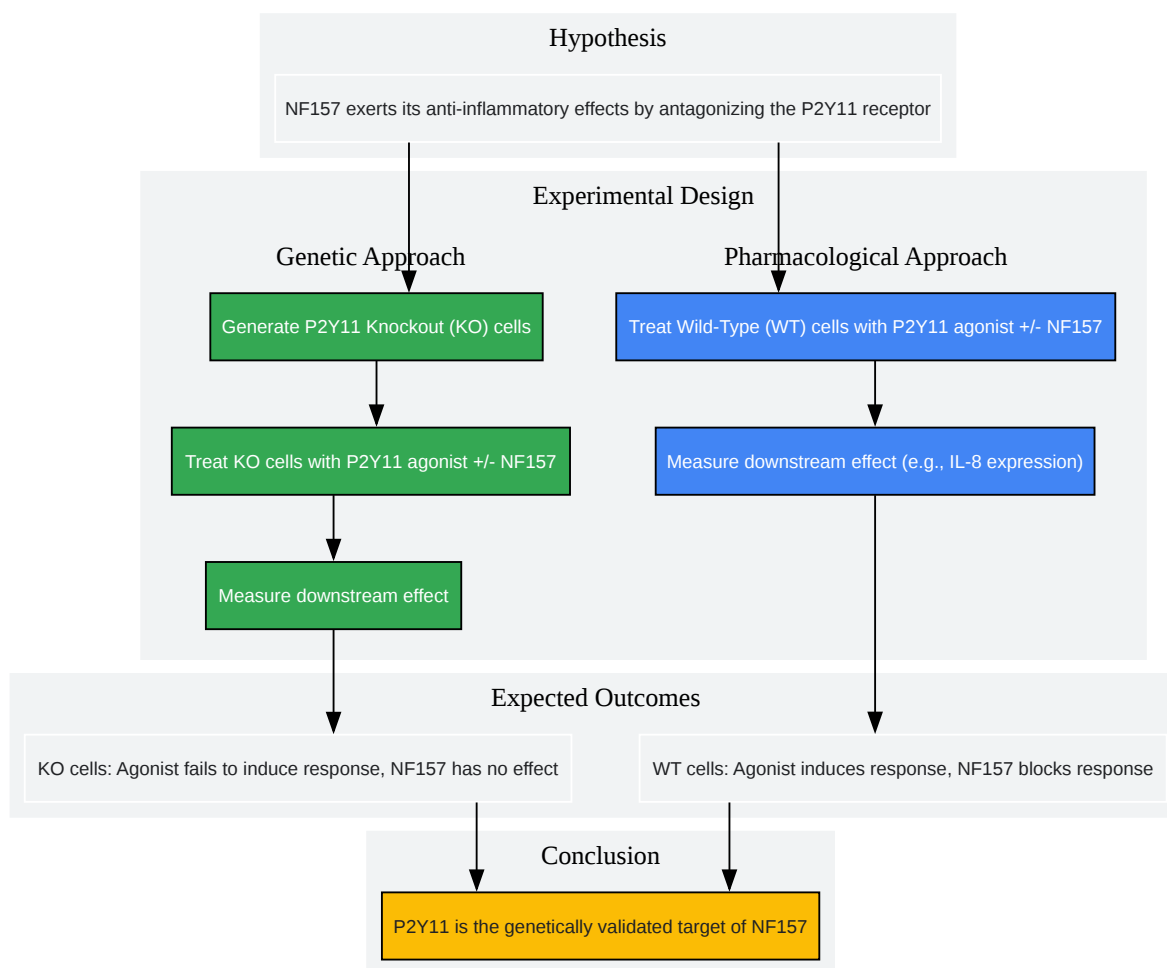 Hypothesis
NF157 exerts its anti-inflammatory effects by antagonizing the P2Y11 receptor
Experimental Design
Genetic Approach
Pharmacological Approach
Generate P2Y11 Knockout (KO) cells
Treat Wild-Type (WT) cells with P2Y11 agonist +/- NF157
Treat KO cells with P2Y11 agonist +/- NF157
Measure downstream effect (e.g., IL-8 expression)
Measure downstream effect
Expected Outcomes
KO cells: Agonist fails to induce response, NF157 has no effect
WT cells: Agonist induces response, NF157 blocks response
Conclusion
P2Y11 is the genetically validated target of NF157